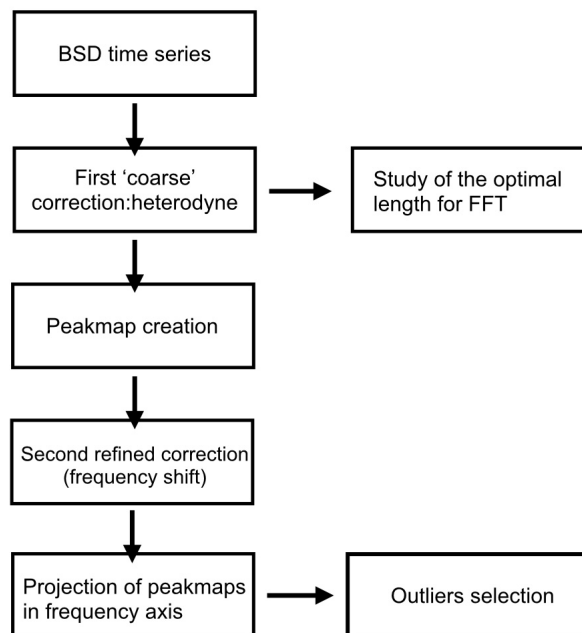 BSD time series
First ‘coarse’
correction:heterodyne
Study of the optimal
length for FFT
Peakmap creation
Second refined correction
(frequency shift)
Projection of peakmaps
in frequency axis
Outliers selection